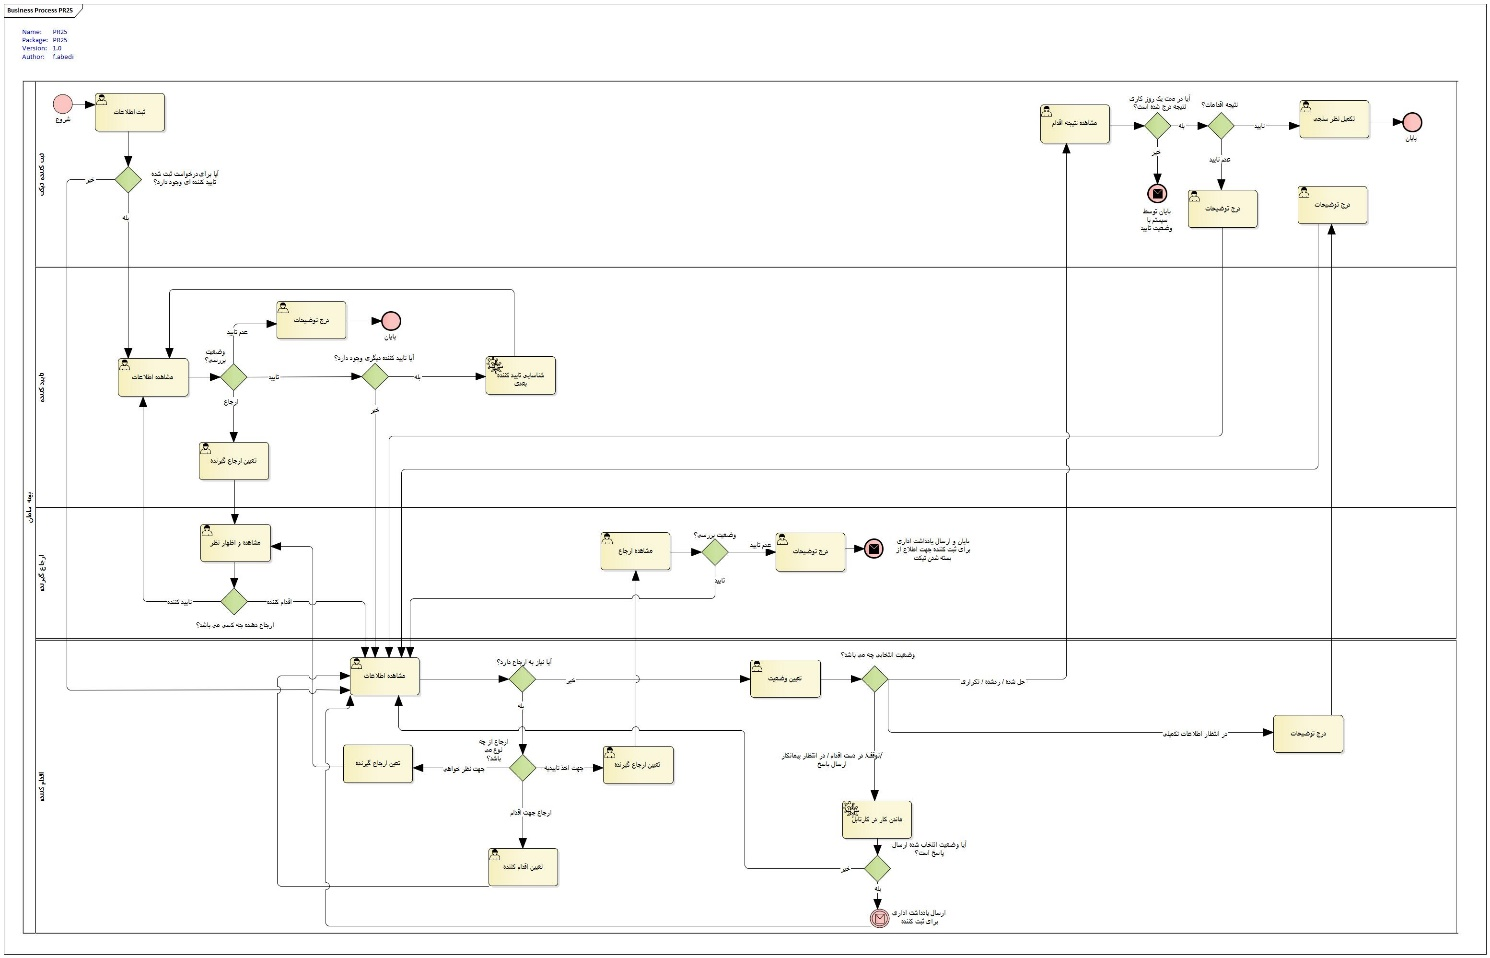 Business Process PR25
Name: PR25
Package: PR25
Version: 1.0
Author: f.abedi
بیمه سامان
ثبت کننده تیکت
شروع
ثبت اطلاعات
آیا برای درخواست ثبت شده
تایید کننده ای وجود دارد؟
خیر
بله
مشاهده نتیجه اقدام
آیا در مدت یک روز کاری
نتیجه درج شده است؟
بله
خیر
نتیجه اقدامات؟
تایید
عدم تایید
تکمیل نظر سنجی
پایان
پایان توسط
سیستم با
وضعیت تایید
درج توضیحات
درج توضیحات
تایید کننده
مشاهده اطلاعات
وضعیت
بررسی؟
عدم تایید
درج توضیحات
پایان
تایید
ارجاع
آیا تایید کننده دیگری وجود دارد؟
بله
خیر
شناسایی تایید کننده
بعدی
تعیین ارجاع گیرنده
ارجاع گیرنده
مشاهده و اظهار نظر
تایید کننده
اقدام کننده
ارجاع دهنده چه کسی می باشد؟
مشاهده ارجاع
وضعیت بررسی؟
عدم تایید
تایید
درج توضیحات
پایان و ارسال یادداشت اداری
برای ثبت کننده جهت اطلاع از
بسته شدن تیکت
اقدام کننده
مشاهده اطلاعات
آیا نیاز به ارجاع دارد؟
خیر
بله
تعیین وضعیت
وضعیت انتخابی چه می باشد؟
حل شده / رد شده / تکراری
در انتظار اطلاعات تکمیلی
درج توضیحات
ارجاع از چه
نوع می
باشد؟
تعیین ارجاع گیرنده
جهت نظر خواهی
جهت اخذ تاییدیه
تعیین ارجاع گیرنده
ارجاع جهت اقدام
تعیین اقدام کننده
/توقف/ در دست اقدام / در انتظار پیمانکار
ارسال پاسخ
ماندن کار در کارتابل
آیا وضعیت انتخاب شده ارسال
پاسخ است؟
خیر
بله
ارسال یادداشت اداری
برای ثبت کننده